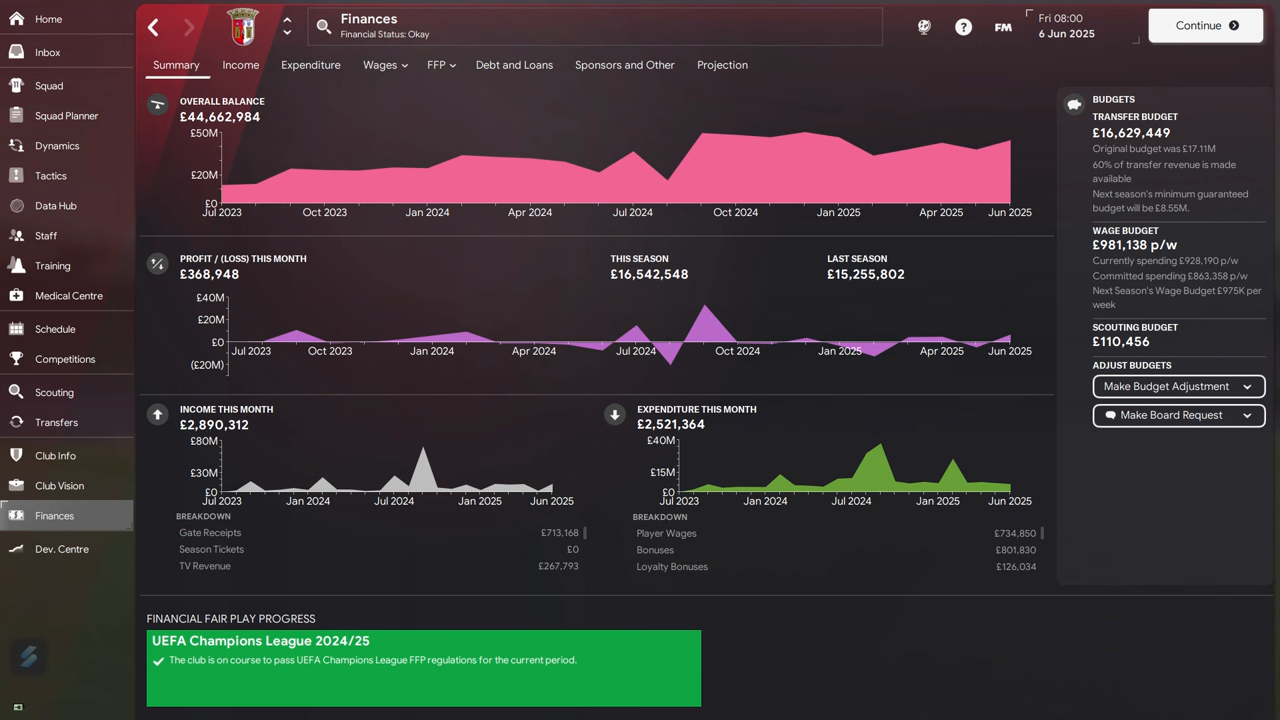 Home
Inbox
Squad
Squad Planner
Dynamics
Tactics
Data Hub
Staff
Training
Medical Centre
Schedule
Competitions
Scouting
Transfers
Club Info
Club Vision
Finances
Dev. Centre
Finances
Financial Status: Okay
FM
Fri 08:00
6 Jun 2025
Continue
Summary
Income
Expenditure
Wages
FFP
Debt and Loans
Sponsors and Other
Projection
OVERALL BALANCE
£44,662,984
£50M
£20M
£0
Jul 2023 Oct 2023 Jan 2024 Apr 2024 Jul 2024 Oct 2024 Jan 2025 Apr 2025 Jun 2025
PROFIT / (LOSS) THIS MONTH
£368,948
THIS SEASON
£16,542,548
LAST SEASON
£15,255,802
£40M
£20M
£0
(£20M)
Jul 2023 Oct 2023 Jan 2024 Apr 2024 Jul 2024 Oct 2024 Jan 2025 Apr 2025 Jun 2025
INCOME THIS MONTH
£2,890,312
£80M
£30M
£0
Jul 2023 Jan 2024 Jul 2024 Jan 2025 Jun 2025
BREAKDOWN
Gate Receipts £713,168
Season Tickets £0
TV Revenue £267,793
EXPENDITURE THIS MONTH
£2,521,364
£40M
£15M
£0
Jul 2023 Jan 2024 Jul 2024 Jan 2025 Jun 2025
BREAKDOWN
Player Wages £734,850
Bonuses £801,830
Loyalty Bonuses £126,034
BUDGETS
TRANSFER BUDGET
£16,629,449
Original budget was £17.11M
60% of transfer revenue is made
available
Next season's minimum guaranteed
budget will be £8.55M.
WAGE BUDGET
£981,138 p/w
Currently spending £928,190 p/w
Committed spending £863,358 p/w
Next Season's Wage Budget £975K per
week
SCOUTING BUDGET
£110,456
ADJUST BUDGETS
Make Budget Adjustment
Make Board Request
FINANCIAL FAIR PLAY PROGRESS
UEFA Champions League 2024/25
The club is on course to pass UEFA Champions League FFP regulations for the current period.